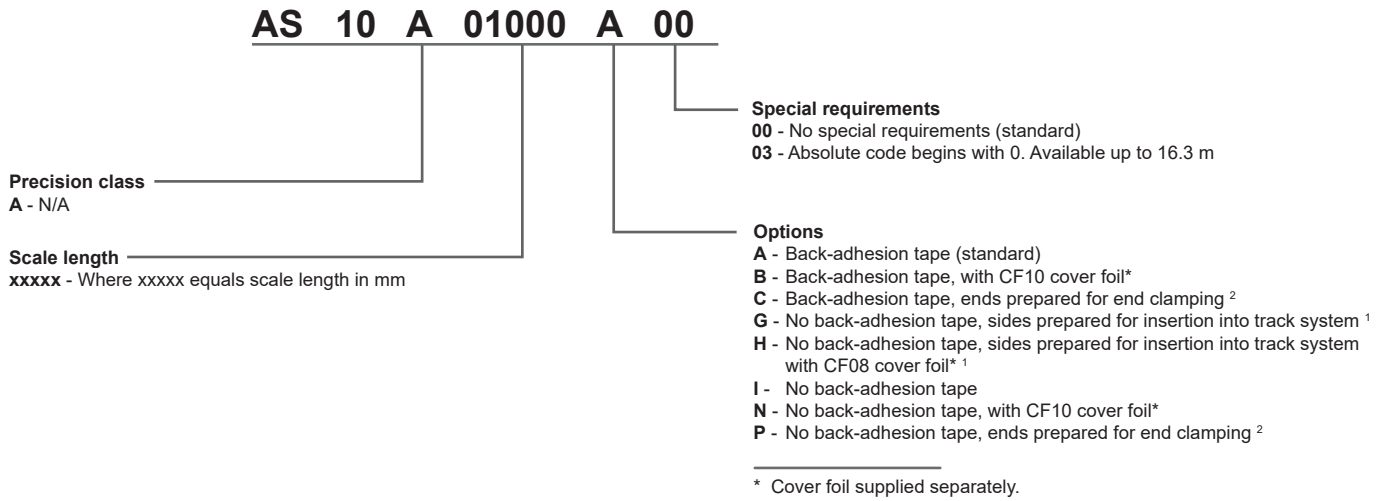 AS 10 A 01000 A 00
Special requirements
00 - No special requirements (standard)
03 - Absolute code begins with 0. Available up to 16.3 m
Precision class
A - N/A
Scale length
xxxxx - Where xxxxx equals scale length in mm
Options
A - Back-adhesion tape (standard)
B - Back-adhesion tape, with CF10 cover foil*
C - Back-adhesion tape, ends prepared for end clamping ²
G - No back-adhesion tape, sides prepared for insertion into track system ¹
H - No back-adhesion tape, sides prepared for insertion into track system
with CF08 cover foil* ¹
I - No back-adhesion tape
N - No back-adhesion tape, with CF10 cover foil*
P - No back-adhesion tape, ends prepared for end clamping ²
* Cover foil supplied separately.